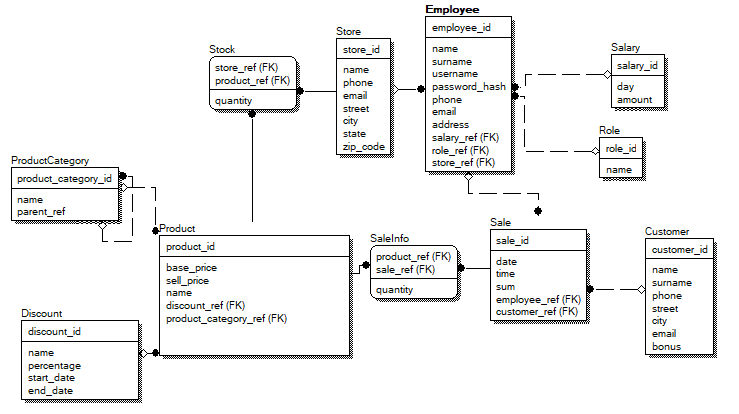 Employee
employee_id
name
surname
username
password_hash
phone
email
address
salary_ref (FK)
role_ref (FK)
store_ref (FK)
Store
store_id
name
phone
email
street
city
state
zip_code
Stock
store_ref (FK)
product_ref (FK)
quantity
Salary
salary_id
day
amount
Role
role_id
name
ProductCategory
product_category_id
name
parent_ref
Product
product_id
base_price
sell_price
name
discount_ref (FK)
product_category_ref (FK)
SaleInfo
product_ref (FK)
sale_ref (FK)
quantity
Sale
sale_id
date
time
sum
employee_ref (FK)
customer_ref (FK)
Customer
customer_id
name
surname
phone
street
city
email
bonus
Discount
discount_id
name
percentage
start_date
end_date